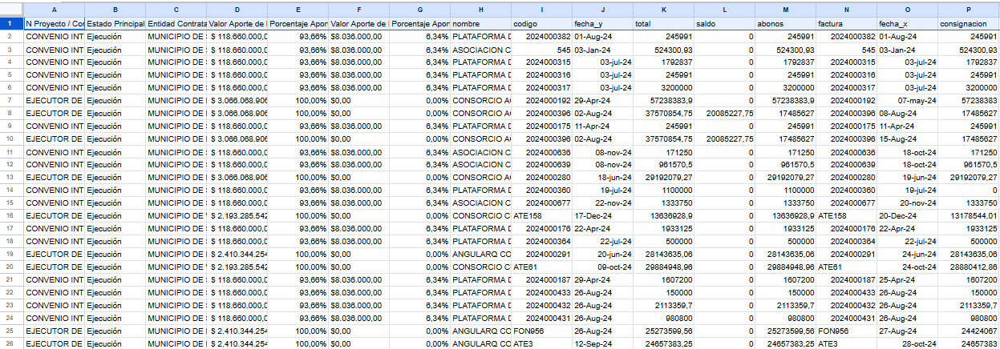 A B C D E F G H I J K L M N O P
1 N Proyecto / Cor Estado Principal Entidad Contrata Valor Aporte de I Porcentaje Apor Valor Aporte de I Porcentaje Apor nombre codigo fecha_y total saldo abonos factura fecha_x consignacion
2 CONVENIO INT Ejecución MUNICIPIO DE $ 118.660.000,0 93,66% $8.036.000,00 6,34% PLATAFORMA D 2024000382 01-Aug-24 245991 0 245991 2024000382 01-Aug-24 245991
3 CONVENIO INT Ejecución MUNICIPIO DE $ 118.660.000,0 93,66% $8.036.000,00 6,34% ASOCIACION C 545 03-Jan-24 524300,93 0 524300,93 545 03-Jan-24 524300,93
4 CONVENIO INT Ejecución MUNICIPIO DE $ 118.660.000,0 93,66% $8.036.000,00 6,34% PLATAFORMA D 2024000315 03-jul-24 1792837 0 1792837 2024000315 03-jul-24 1792837
5 CONVENIO INT Ejecución MUNICIPIO DE $ 118.660.000,0 93,66% $8.036.000,00 6,34% PLATAFORMA D 2024000316 03-jul-24 245991 0 245991 2024000316 03-jul-24 245991
6 CONVENIO INT Ejecución MUNICIPIO DE $ 118.660.000,0 93,66% $8.036.000,00 6,34% PLATAFORMA D 2024000317 03-jul-24 3200000 0 3200000 2024000317 03-jul-24 3200000
7 EJECUTOR DE Ejecución MUNICIPIO DE $ 3.066.068.906 100,00% $0,00 0,00% CONSORCIO A 2024000192 29-Apr-24 57238383,9 0 57238383,9 2024000192 07-may-24 57238383
8 EJECUTOR DE Ejecución MUNICIPIO DE $ 3.066.068.906 100,00% $0,00 0,00% CONSORCIO A 2024000396 02-Aug-24 37570854,75 20085227,75 17485627 2024000396 08-Aug-24 17485627
9 CONVENIO INT Ejecución MUNICIPIO DE $ 118.660.000,0 93,66% $8.036.000,00 6,34% PLATAFORMA D 2024000175 11-Apr-24 245991 0 245991 2024000175 11-Apr-24 245991
10 EJECUTOR DE Ejecución MUNICIPIO DE $ 3.066.068.906 100,00% $0,00 0,00% CONSORCIO A 2024000396 02-Aug-24 37570854,75 20085227,75 17485627 2024000396 15-Aug-24 17485627
11 CONVENIO INT Ejecución MUNICIPIO DE $ 118.660.000,0 93,66% $8.036.000,00 6,34% ASOCIACION C 2024000636 08-nov-24 171250 0 171250 2024000636 18-oct-24 171250
12 CONVENIO INT Ejecución MUNICIPIO DE $ 118.660.000,0 93,66% $8.036.000,00 6,34% ASOCIACION C 2024000639 08-nov-24 961570,5 0 961570,5 2024000639 18-oct-24 961570,5
13 EJECUTOR DE Ejecución MUNICIPIO DE $ 3.066.068.906 100,00% $0,00 0,00% CONSORCIO A 2024000280 18-jun-24 29192079,27 0 29192079,27 2024000280 19-jun-24 29192079,27
14 CONVENIO INT Ejecución MUNICIPIO DE $ 118.660.000,0 93,66% $8.036.000,00 6,34% PLATAFORMA D 2024000360 19-jul-24 1100000 0 1100000 2024000360 19-jul-24 0
15 CONVENIO INT Ejecución MUNICIPIO DE $ 118.660.000,0 93,66% $8.036.000,00 6,34% ASOCIACION C 2024000677 22-nov-24 1333750 0 1333750 2024000677 20-nov-24 1333750
16 EJECUTOR DE Ejecución MUNICIPIO DE $ 2.193.285.542 100,00% $0,00 0,00% CONSORCIO C ATE158 17-Dec-24 13636928,9 0 13636928,9 ATE158 20-Dec-24 13178544,01
17 CONVENIO INT Ejecución MUNICIPIO DE $ 118.660.000,0 93,66% $8.036.000,00 6,34% PLATAFORMA D 2024000176 22-Apr-24 1933125 0 1933125 2024000176 22-Apr-24 1933125
18 CONVENIO INT Ejecución MUNICIPIO DE $ 118.660.000,0 93,66% $8.036.000,00 6,34% PLATAFORMA D 2024000364 22-jul-24 500000 0 500000 2024000364 22-jul-24 500000
19 EJECUTOR DE Ejecución MUNICIPIO DE $ 2.410.344.254 100,00% $0,00 0,00% ANGULARQ CO 2024000291 20-jun-24 28143635,06 0 28143635,06 2024000291 24-jun-24 28143635,06
20 EJECUTOR DE Ejecución MUNICIPIO DE $ 2.193.285.542 100,00% $0,00 0,00% CONSORCIO C ATE61 09-oct-24 29884948,96 0 29884948,96 ATE61 24-oct-24 28880412,86
21 CONVENIO INT Ejecución MUNICIPIO DE $ 118.660.000,0 93,66% $8.036.000,00 6,34% PLATAFORMA D 2024000187 29-Apr-24 1607200 0 1607200 2024000187 25-Apr-24 1607200
22 CONVENIO INT Ejecución MUNICIPIO DE $ 118.660.000,0 93,66% $8.036.000,00 6,34% PLATAFORMA D 2024000433 26-Aug-24 150000 0 150000 2024000433 26-Aug-24 150000
23 CONVENIO INT Ejecución MUNICIPIO DE $ 118.660.000,0 93,66% $8.036.000,00 6,34% PLATAFORMA D 2024000432 26-Aug-24 2113359,7 0 2113359,7 2024000432 26-Aug-24 2113359,7
24 CONVENIO INT Ejecución MUNICIPIO DE $ 118.660.000,0 93,66% $8.036.000,00 6,34% PLATAFORMA D 2024000431 26-Aug-24 980800 0 980800 2024000431 26-Aug-24 980800
25 EJECUTOR DE Ejecución MUNICIPIO DE $ 2.410.344.254 100,00% $0,00 0,00% ANGULARQ CO FON956 26-Aug-24 25273599,56 0 25273599,56 FON956 27-Aug-24 24424067
26 EJECUTOR DE Ejecución MUNICIPIO DE $ 2.410.344.254 100,00% $0,00 0,00% ANGULARQ CO ATE3 12-Sep-24 24657383,25 0 24657383,25 ATE3 28-oct-24 24657383